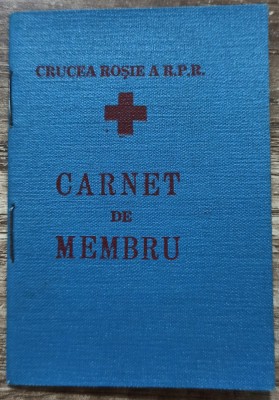 CRUCEA ROȘIE A R.P.R.
CARNET
DE
MEMBRU